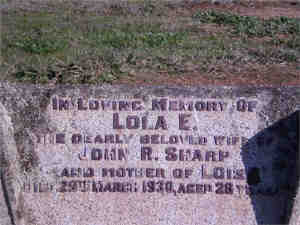 IN LOVING MEMORY OF
LOLA E.
THE DEARLY BELOVED WIFE OF
JOHN R. SHARP
AND MOTHER OF LOIS
DIED 29TH MARCH 1930, AGED 26 YEARS